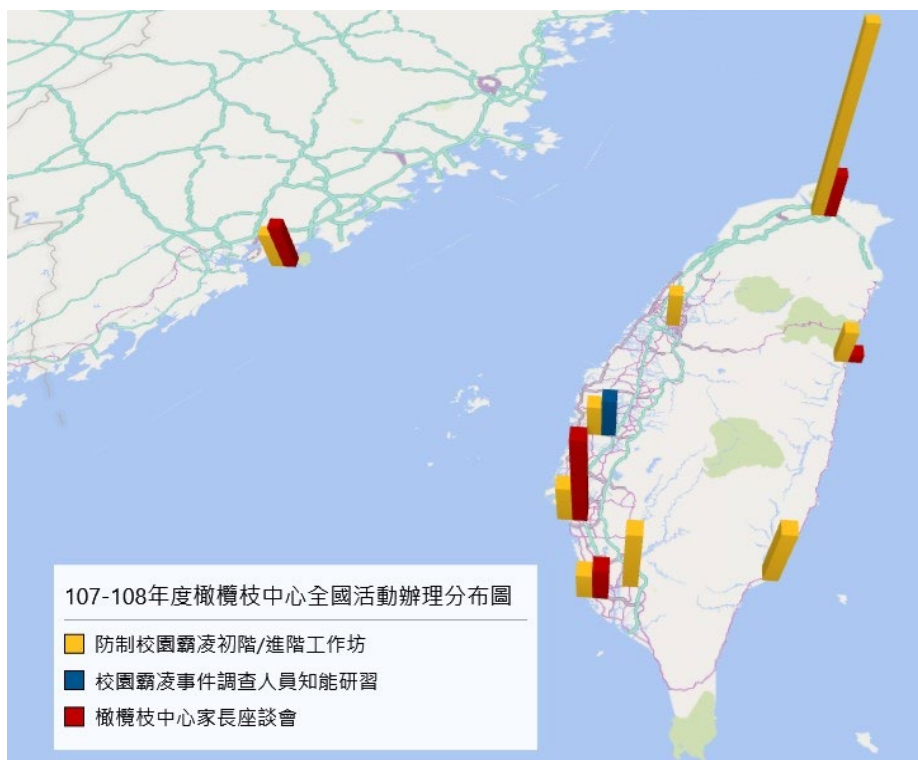 107-108年度橄欖枝中心全國活動辦理分布圖
防制校園霸凌初階/進階工作坊
校園霸凌事件調查人員知能研習
橄欖枝中心家長座談會